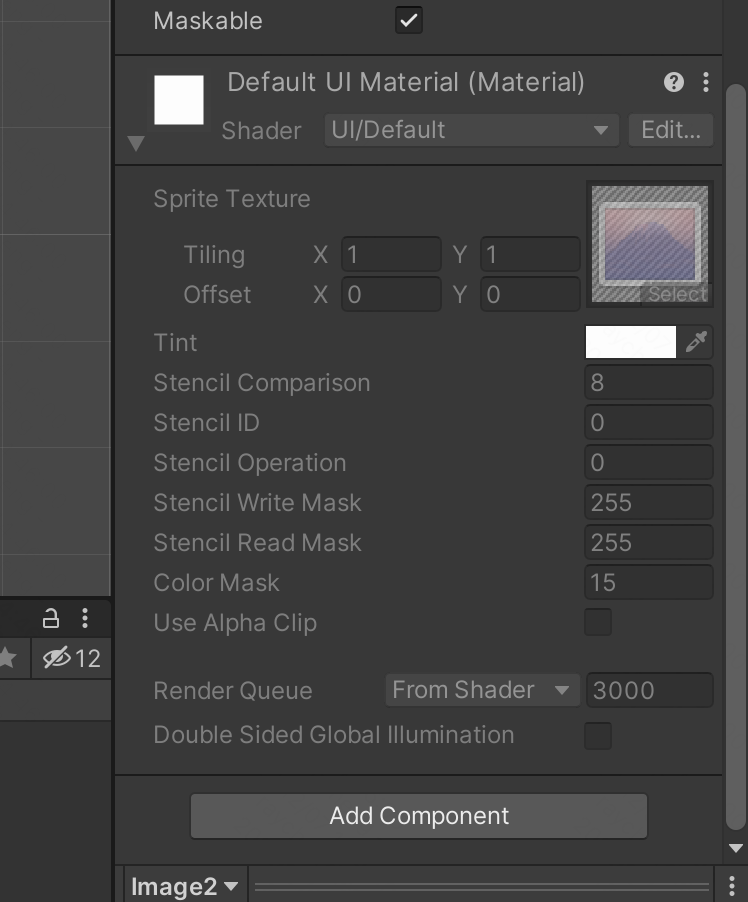 Maskable
Default UI Material (Material)
Shader UI/Default Edit...
Sprite Texture
Tiling X 1 Y 1
Offset X 0 Y 0
Select
Tint
Stencil Comparison 8
Stencil ID 0
Stencil Operation 0
Stencil Write Mask 255
Stencil Read Mask 255
Color Mask 15
Use Alpha Clip
12
Render Queue From Shader 3000
Double Sided Global Illumination
Add Component
Image2